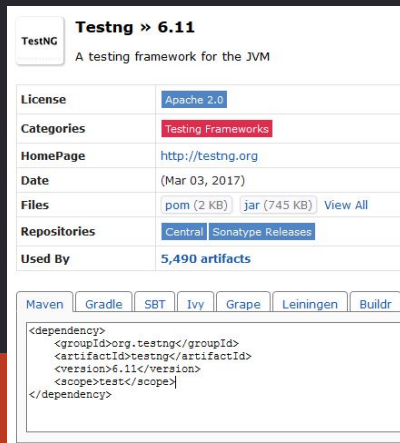 TestNG
Testng » 6.11
A testing framework for the JVM
License Apache 2.0
Categories Testing Frameworks
HomePage http://testng.org
Date (Mar 03, 2017)
Files pom (2 KB) jar (745 KB) View All
Repositories Central Sonatype Releases
Used By 5,490 artifacts
Maven Gradle SBT Ivy Grape Leiningen Buildr
<dependency>
    <groupId>org.testng</groupId>
    <artifactId>testng</artifactId>
    <version>6.11</version>
    <scope>test</scope>
</dependency>